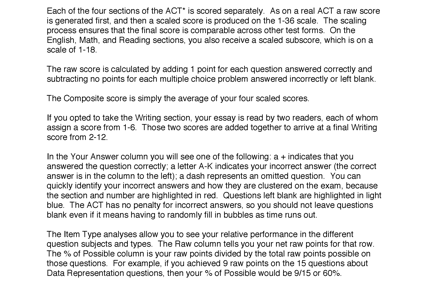 Each of the four sections of the ACT* is scored separately.  As on a real ACT a raw score
is generated first, and then a scaled score is produced on the 1-36 scale.  The scaling
process ensures that the final score is comparable across other test forms.  On the
English, Math, and Reading sections, you also receive a scaled subscore, which is on a
scale of 1-18.
The raw score is calculated by adding 1 point for each question answered correctly and
subtracting no points for each multiple choice problem answered incorrectly or left blank.
The Composite score is simply the average of your four scaled scores.
If you opted to take the Writing section, your essay is read by two readers, each of whom
assign a score from 1-6.  Those two scores are added together to arrive at a final Writing
score from 2-12.
In the Your Answer column you will see one of the following: a + indicates that you
answered the question correctly; a letter A-K indicates your incorrect answer (the correct
answer is in the column to the left); a dash represents an omitted question.  You can
quickly identify your incorrect answers and how they are clustered on the exam, because
the section and number are highlighted in red.  Questions left blank are highlighted in light
blue.  The ACT has no penalty for incorrect answers, so you should not leave questions
blank even if it means having to randomly fill in bubbles as time runs out.
The Item Type analyses allow you to see your relative performance in the different
question subjects and types.  The Raw column tells you your net raw points for that row.
The % of Possible column is your raw points divided by the total raw points possible on
those questions.  For example, if you achieved 9 raw points on the 15 questions about
Data Representation questions, then your % of Possible would be 9/15 or 60%.